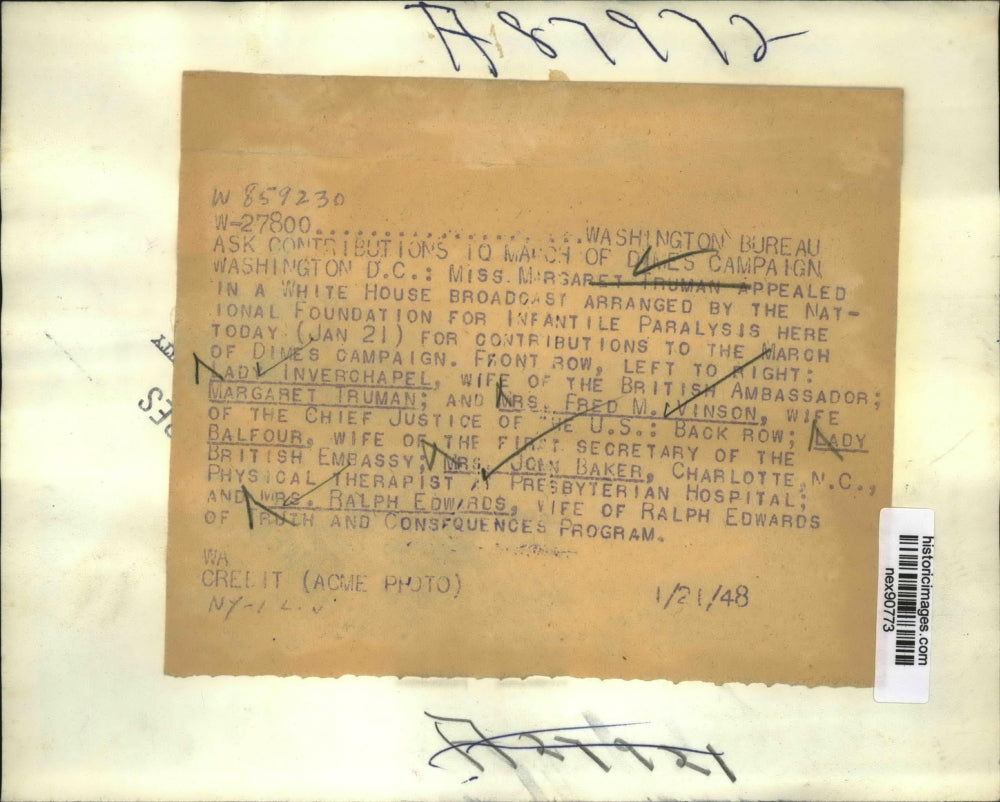 A87972
W 859230
W-27800.....................WASHINGTON BUREAU
ASK CONTRIBUTIONS TO MARCH OF DIMES CAMPAIGN
WASHINGTON D.C.: MISS. MARGARET TRUMAN APPEALED
IN A WHITE HOUSE BROADCAST ARRANGED BY THE NAT-
IONAL FOUNDATION FOR INFANTILE PARALYSIS HERE
TODAY (JAN 21) FOR CONTRIBUTIONS TO THE MARCH
OF DIMES CAMPAIGN. FRONT ROW, LEFT TO RIGHT:
LADY INVERCHAPEL, WIFE OF THE BRITISH AMBASSADOR;
MARGARET TRUMAN; AND MRS. FRED M. VINSON, WIFE
OF THE CHIEF JUSTICE OF THE U.S.: BACK ROW; LADY
BALFOUR, WIFE OF THE FIRST SECRETARY OF THE
BRITISH EMBASSY; MRS. JOHN BAKER, CHARLOTTE, N.C.,
PHYSICAL THERAPIST AT PRESBYTERIAN HOSPITAL;
AND MRS. RALPH EDWARDS, WIFE OF RALPH EDWARDS
OF TRUTH AND CONSEQUENCES PROGRAM.
WA
CREDIT (ACME PHOTO) 1/21/48
historicimages.com
nex90773